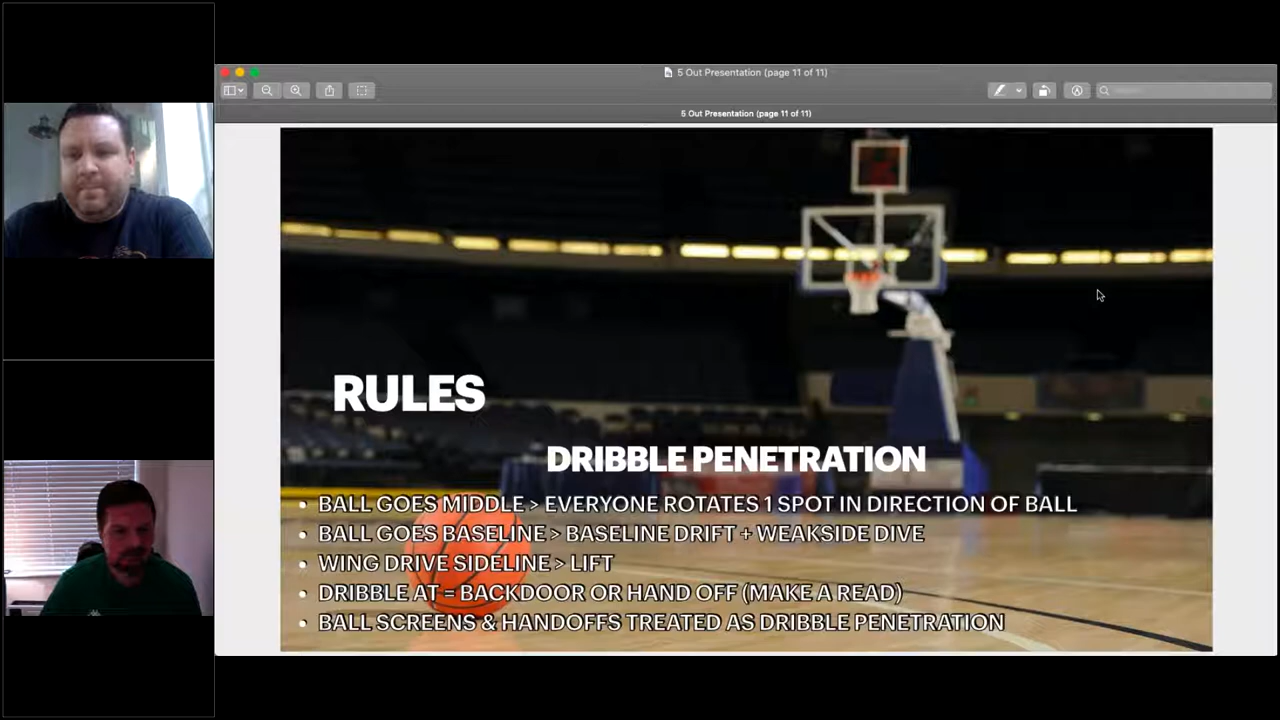 5 Out Presentation (page 11 of 11)
5 Out Presentation (page 11 of 11)
RULES
DRIBBLE PENETRATION
• BALL GOES MIDDLE > EVERYONE ROTATES 1 SPOT IN DIRECTION OF BALL
• BALL GOES BASELINE > BASELINE DRIFT + WEAKSIDE DIVE
• WING DRIVE SIDELINE > LIFT
• DRIBBLE AT = BACKDOOR OR HAND OFF (MAKE A READ)
• BALL SCREENS & HANDOFFS TREATED AS DRIBBLE PENETRATION